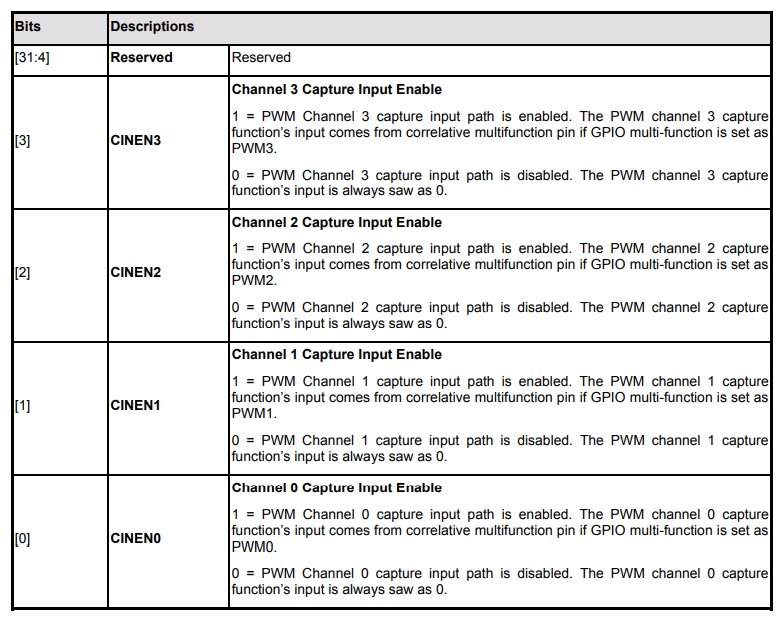 Bits Descriptions
[31:4] Reserved Reserved
Channel 3 Capture Input Enable
1 = PWM Channel 3 capture input path is enabled. The PWM channel 3 capture
function's input comes from correlative multifunction pin if GPIO multi-function is set as
PWM3.
[3] CINEN3
0 = PWM Channel 3 capture input path is disabled. The PWM channel 3 capture
function's input is always saw as 0.
Channel 2 Capture Input Enable
1 = PWM Channel 2 capture input path is enabled. The PWM channel 2 capture
function's input comes from correlative multifunction pin if GPIO multi-function is set as
PWM2.
[2] CINEN2
0 = PWM Channel 2 capture input path is disabled. The PWM channel 2 capture
function's input is always saw as 0.
Channel 1 Capture Input Enable
1 = PWM Channel 1 capture input path is enabled. The PWM channel 1 capture
function's input comes from correlative multifunction pin if GPIO multi-function is set as
PWM1.
[1] CINEN1
0 = PWM Channel 1 capture input path is disabled. The PWM channel 1 capture
function's input is always saw as 0.
Channel 0 Capture Input Enable
1 = PWM Channel 0 capture input path is enabled. The PWM channel 0 capture
function's input comes from correlative multifunction pin if GPIO multi-function is set as
PWM0.
[0] CINEN0
0 = PWM Channel 0 capture input path is disabled. The PWM channel 0 capture
function's input is always saw as 0.